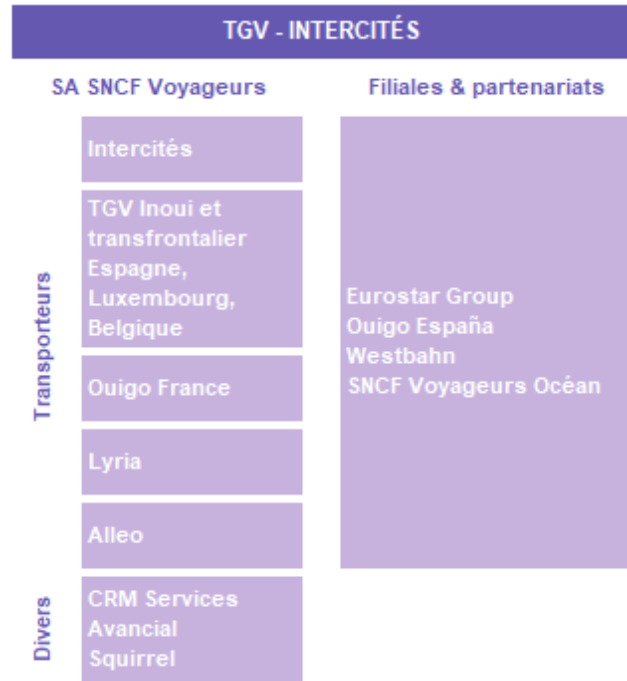 TGV - INTERCITÉS
SA SNCF Voyageurs
Filiales & partenariats
Transporteurs
Intercités
TGV Inoui et
transfrontalier
Espagne,
Luxembourg,
Belgique
Ouigo France
Lyria
Alleo
Eurostar Group
Ouigo España
Westbahn
SNCF Voyageurs Océan
Divers
CRM Services
Avancial
Squirrel